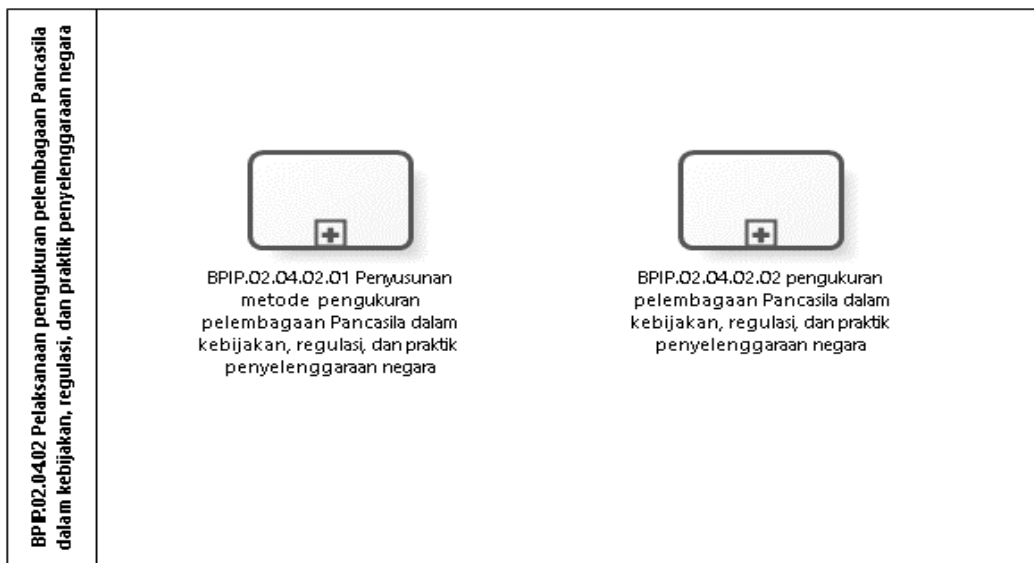 BPIP.02.04.02 Pelaksanaan pengukuran pelembagaan Pancasila
dalam kebijakan, regulasi, dan praktik penyelenggaraan negara
BPIP.02.04.02.01 Penyusunan
metode pengukuran
pelembagaan Pancasila dalam
kebijakan, regulasi, dan praktik
penyelenggaraan negara
BPIP.02.04.02.02 pengukuran
pelembagaan Pancasila dalam
kebijakan, regulasi, dan praktik
penyelenggaraan negara